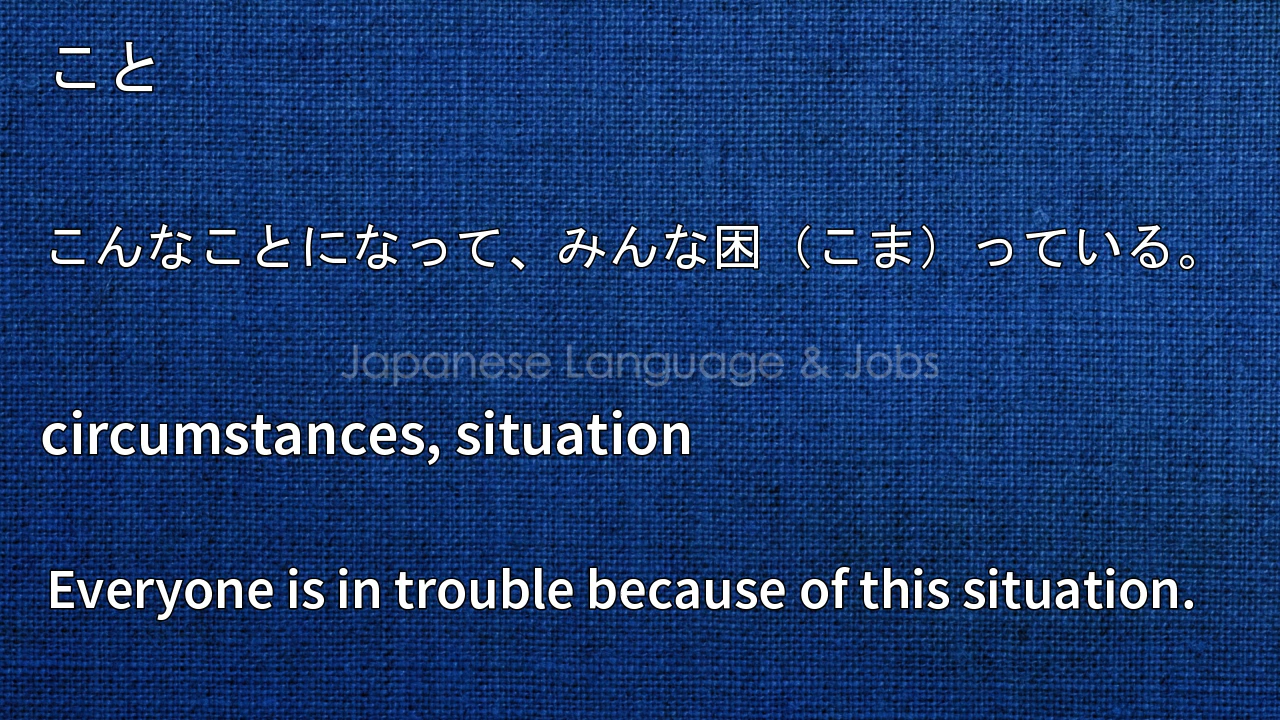 こと
こんなことになって、みんな困（こま）っている。
Japanese Language & Jobs
circumstances, situation
Everyone is in trouble because of this situation.